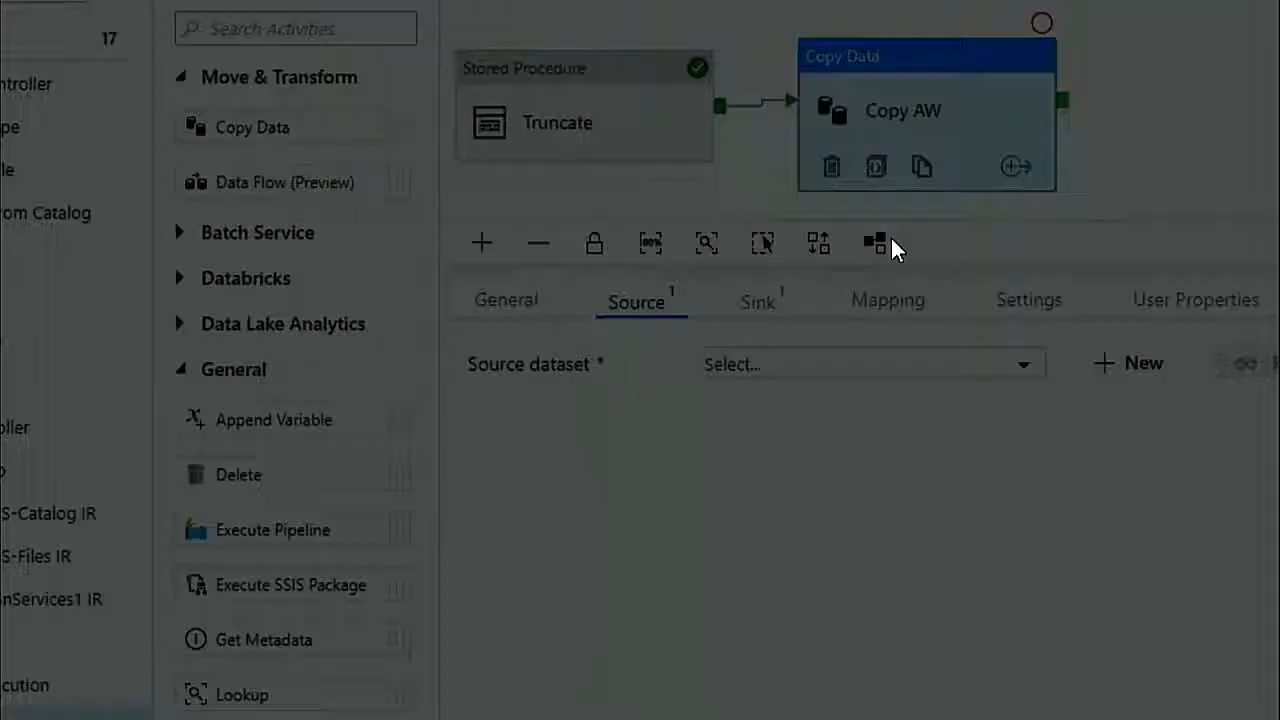 17
ntroller
pe
le
rom Catalog
oller
o
S-Catalog IR
S-Files IR
nServices1 IR
cution
Search Activities
Move & Transform
Copy Data
Data Flow (Preview)
Batch Service
Databricks
Data Lake Analytics
General
Append Variable
Delete
Execute Pipeline
Execute SSIS Package
Get Metadata
Lookup
Stored Procedure
Truncate
Copy Data
Copy AW
General
Source 1
Sink 1
Mapping
Settings
User Properties
Source dataset *
Select...
New